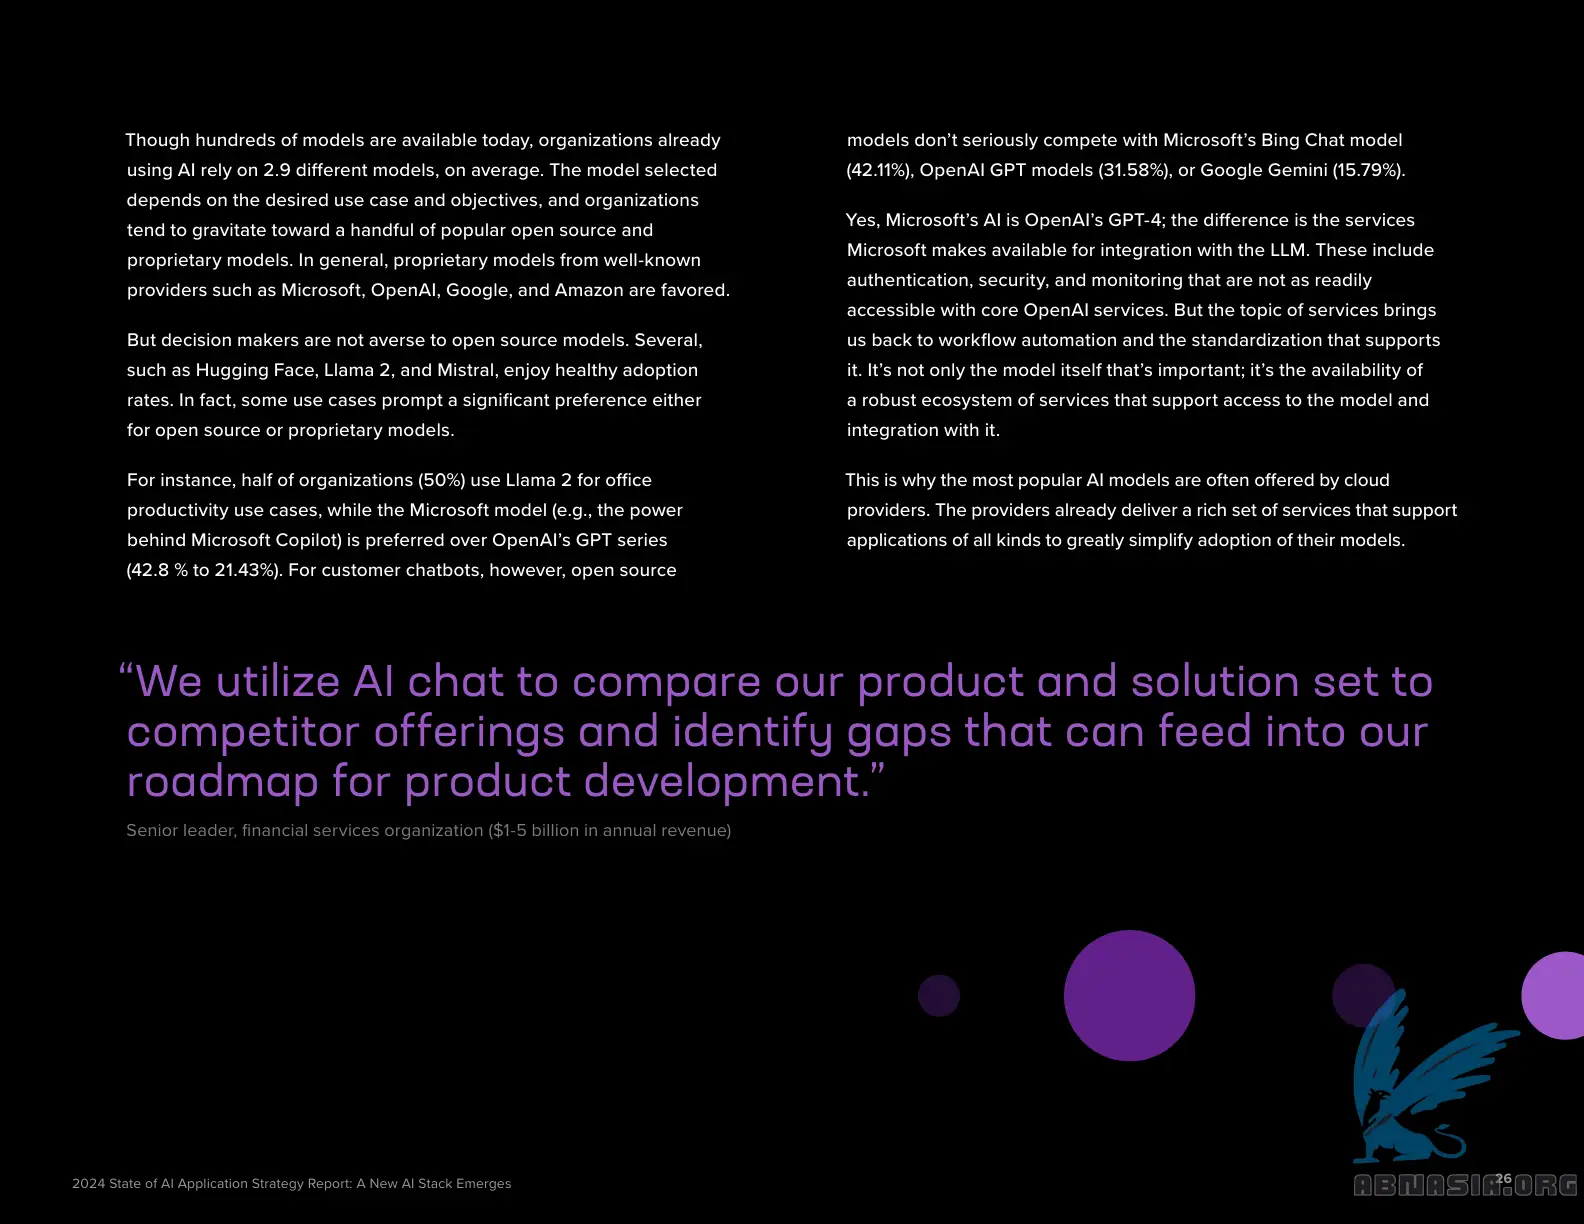 Though hundreds of models are available today, organizations already
using AI rely on 2.9 different models, on average. The model selected
depends on the desired use case and objectives, and organizations
tend to gravitate toward a handful of popular open source and
proprietary models. In general, proprietary models from well-known
providers such as Microsoft, OpenAI, Google, and Amazon are favored.
But decision makers are not averse to open source models. Several,
such as Hugging Face, Llama 2, and Mistral, enjoy healthy adoption
rates. In fact, some use cases prompt a significant preference either
for open source or proprietary models.
For instance, half of organizations (50%) use Llama 2 for office
productivity use cases, while the Microsoft model (e.g., the power
behind Microsoft Copilot) is preferred over OpenAI’s GPT series
(42.8 % to 21.43%). For customer chatbots, however, open source
models don’t seriously compete with Microsoft’s Bing Chat model
(42.11%), OpenAI GPT models (31.58%), or Google Gemini (15.79%).
Yes, Microsoft’s AI is OpenAI’s GPT-4; the difference is the services
Microsoft makes available for integration with the LLM. These include
authentication, security, and monitoring that are not as readily
accessible with core OpenAI services. But the topic of services brings
us back to workflow automation and the standardization that supports
it. It’s not only the model itself that’s important; it’s the availability of
a robust ecosystem of services that support access to the model and
integration with it.
This is why the most popular AI models are often offered by cloud
providers. The providers already deliver a rich set of services that support
applications of all kinds to greatly simplify adoption of their models.
“We utilize AI chat to compare our product and solution set to
competitor offerings and identify gaps that can feed into our
roadmap for product development.”
Senior leader, financial services organization ($1-5 billion in annual revenue)
2024 State of AI Application Strategy Report: A New AI Stack Emerges
26
ABNASIA.ORG